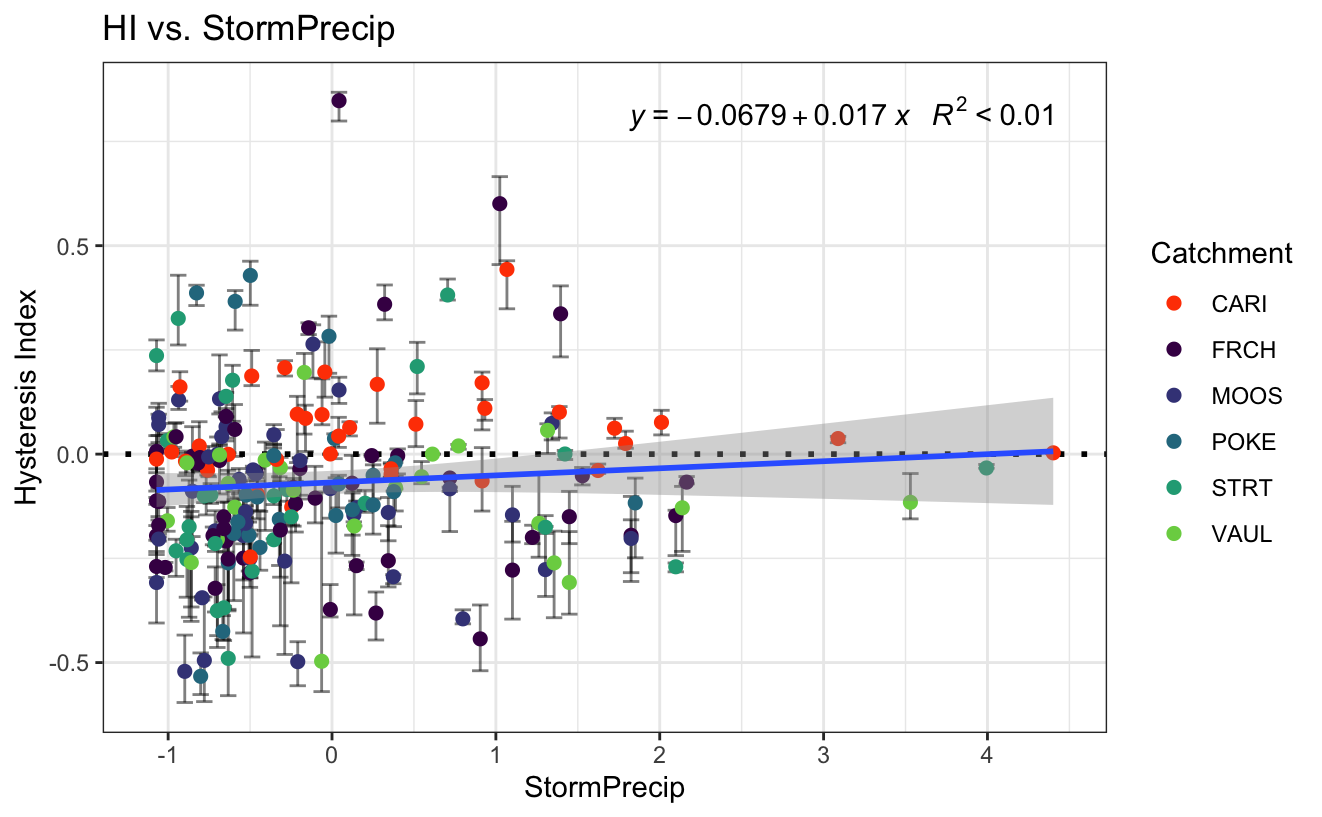 HI vs. StormPrecip
y = −0.0679 + 0.017 x R² < 0.01
Hysteresis Index
0.5
0.0
-0.5
-1 0 1 2 3 4
StormPrecip
Catchment
CARI
FRCH
MOOS
POKE
STRT
VAUL